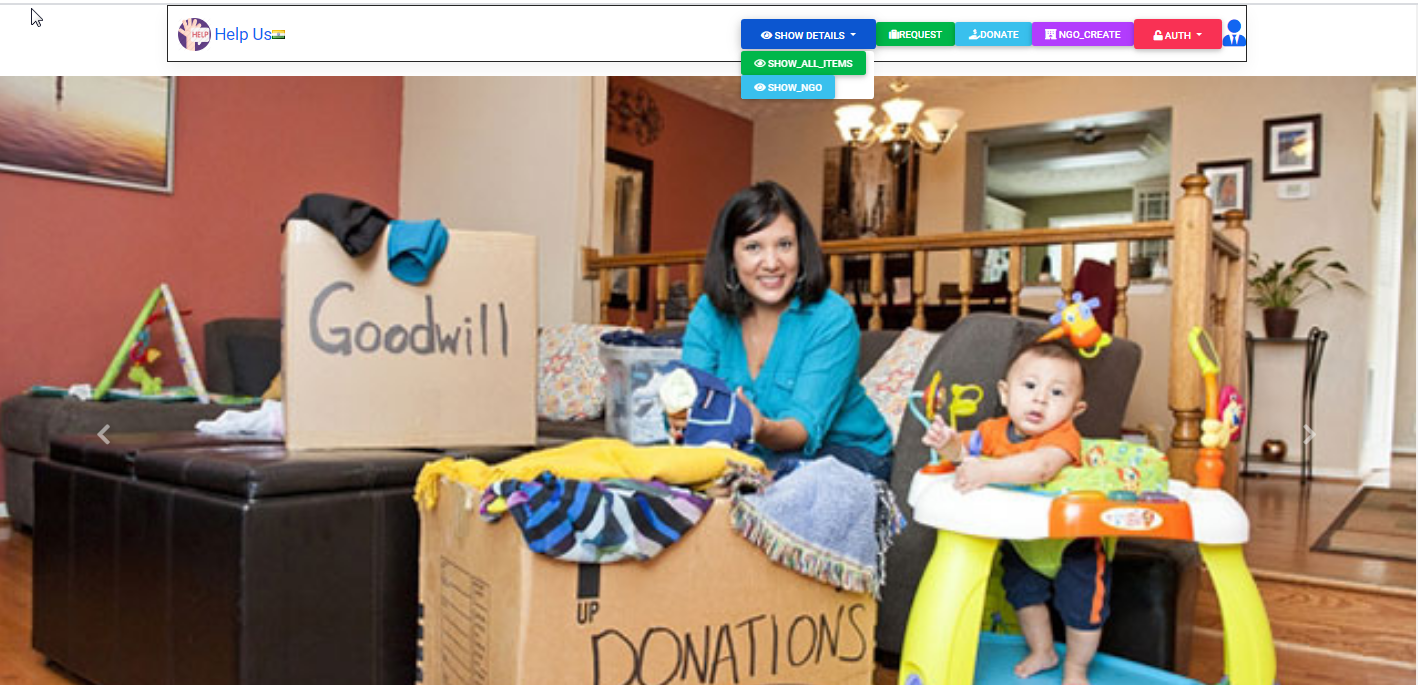 HELP
Help Us
SHOW DETAILS
REQUEST
DONATE
NGO_CREATE
AUTH
SHOW_ALL_ITEMS
SHOW_NGO
Goodwill
UP
DONATIONS